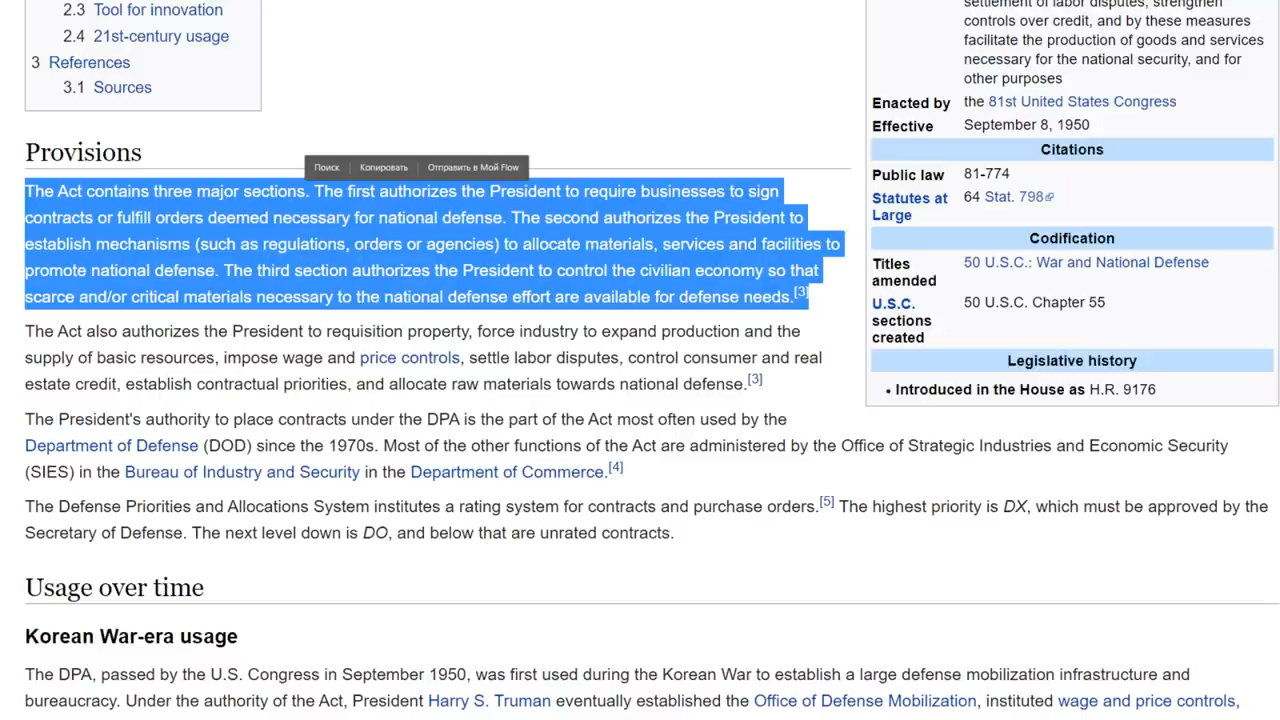 2.3 Tool for innovation
2.4 21st-century usage
3 References
3.1 Sources
Provisions
Поиск Копировать Отправить в Мой Flow
The Act contains three major sections. The first authorizes the President to require businesses to sign
contracts or fulfill orders deemed necessary for national defense. The second authorizes the President to
establish mechanisms (such as regulations, orders or agencies) to allocate materials, services and facilities to
promote national defense. The third section authorizes the President to control the civilian economy so that
scarce and/or critical materials necessary to the national defense effort are available for defense needs.[3]
The Act also authorizes the President to requisition property, force industry to expand production and the
supply of basic resources, impose wage and price controls, settle labor disputes, control consumer and real
estate credit, establish contractual priorities, and allocate raw materials towards national defense.[3]
The President's authority to place contracts under the DPA is the part of the Act most often used by the
Department of Defense (DOD) since the 1970s. Most of the other functions of the Act are administered by the Office of Strategic Industries and Economic Security
(SIES) in the Bureau of Industry and Security in the Department of Commerce.[4]
The Defense Priorities and Allocations System institutes a rating system for contracts and purchase orders.[5] The highest priority is DX, which must be approved by the
Secretary of Defense. The next level down is DO, and below that are unrated contracts.
Usage over time
Korean War-era usage
The DPA, passed by the U.S. Congress in September 1950, was first used during the Korean War to establish a large defense mobilization infrastructure and
bureaucracy. Under the authority of the Act, President Harry S. Truman eventually established the Office of Defense Mobilization, instituted wage and price controls,
settlement of labor disputes, strengthen
controls over credit, and by these measures
facilitate the production of goods and services
necessary for the national security, and for
other purposes
Enacted by the 81st United States Congress
Effective September 8, 1950
Citations
Public law 81-774
Statutes at Large 64 Stat. 798
Codification
Titles amended 50 U.S.C.: War and National Defense
U.S.C. sections created 50 U.S.C. Chapter 55
Legislative history
• Introduced in the House as H.R. 9176